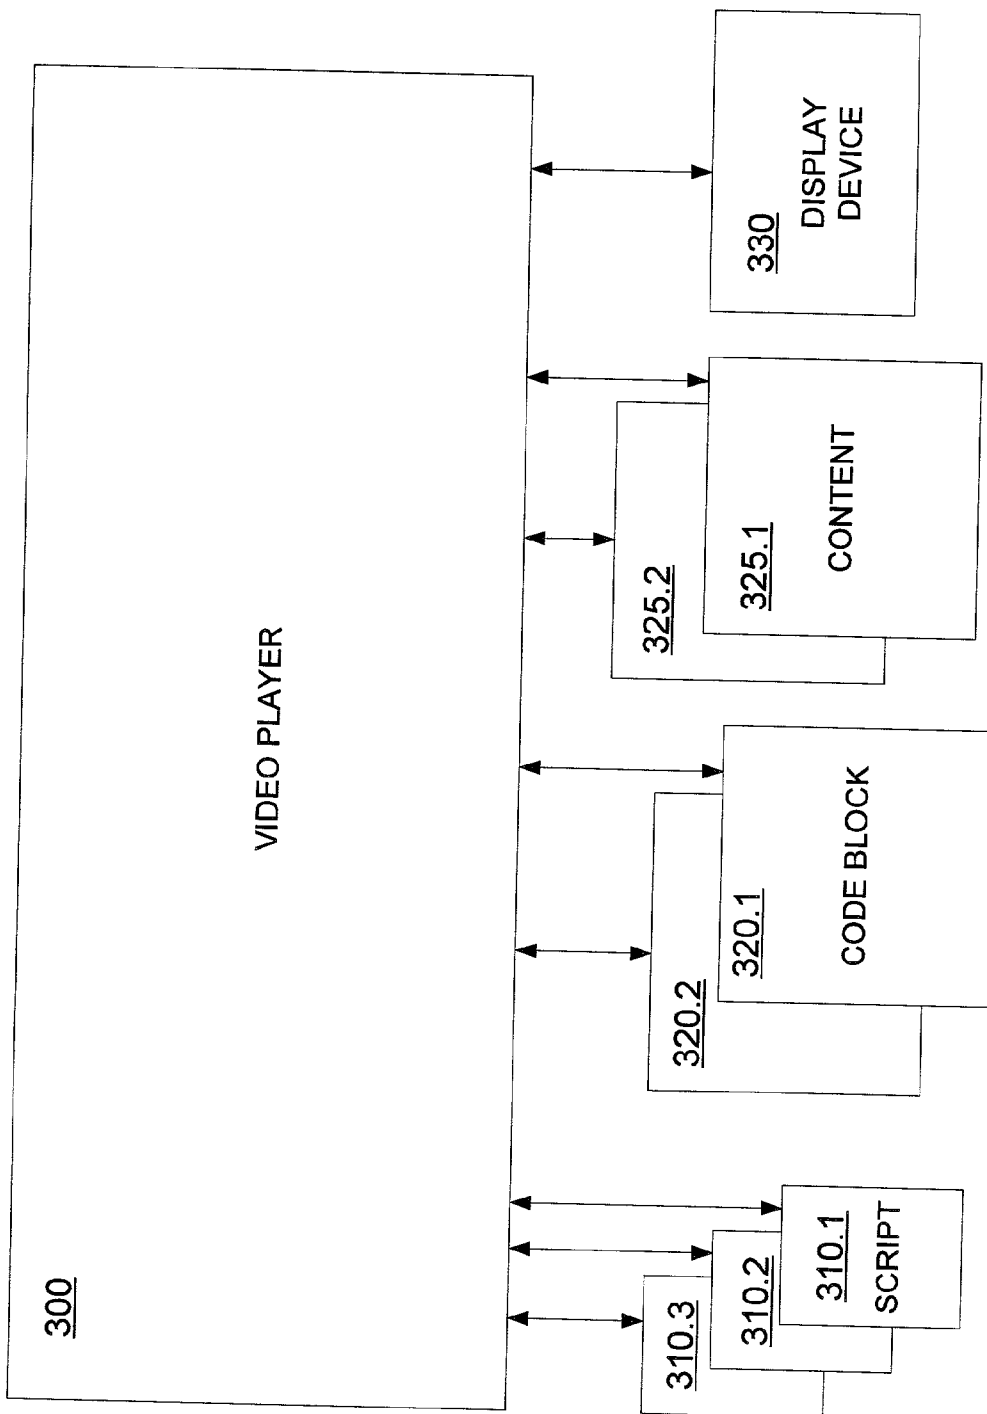 300
VIDEO PLAYER
310.3
310.2
310.1
SCRIPT
320.2
320.1
CODE BLOCK
325.2
325.1
CONTENT
330
DISPLAY
DEVICE